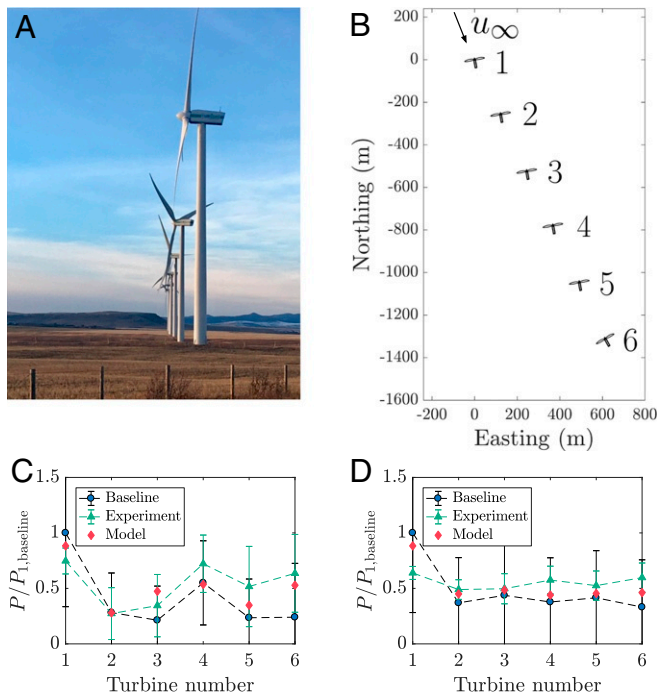 A
B
u∞
1
2
3
4
5
6
200
0
-200
-400
-600
-800
-1000
-1200
-1400
-1600
Northing (m)
-200 0 200 400 600 800
Easting (m)
C
1.5
1
0.5
0
P/P1,baseline
Baseline
Experiment
Model
1 2 3 4 5 6
Turbine number
D
1.5
1
0.5
0
P/P1,baseline
Baseline
Experiment
Model
1 2 3 4 5 6
Turbine number